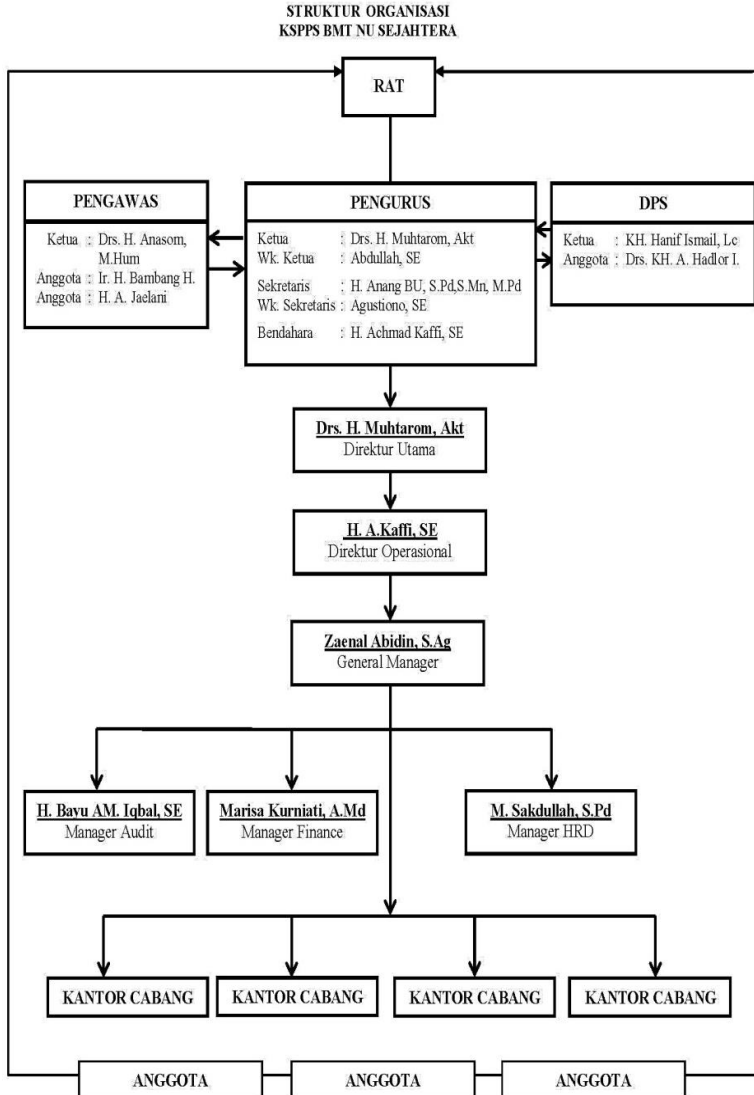 STRUKTUR ORGANISASI
KSPPS BMT NU SEJAHTERA
RAT
PENGAWAS
Ketua : Drs. H. Anasom,
M.Hum
Anggota : Ir. H. Bambang H.
Anggota : H. A. Jaelani
PENGURUS
Ketua : Drs. H. Muhtarom, Akt
Wk. Ketua : Abdullah, SE
Sekretaris : H. Anang BU, S.Pd,S.Mn, M.Pd
Wk. Sekretaris : Agustiono, SE
Bendahara : H. Achmad Kaffi, SE
DPS
Ketua : KH. Hanif Ismail, Lc
Anggota : Drs. KH. A. Hadlor I.
Drs. H. Muhtarom, Akt
Direktur Utama
H. A.Kaffi, SE
Direktur Operasional
Zaenal Abidin, S.Ag
General Manager
H. Bayu AM. Iqbal, SE
Manager Audit
Marisa Kurniati, A.Md
Manager Finance
M. Sakdullah, S.Pd
Manager HRD
KANTOR CABANG
KANTOR CABANG
KANTOR CABANG
KANTOR CABANG
ANGGOTA
ANGGOTA
ANGGOTA